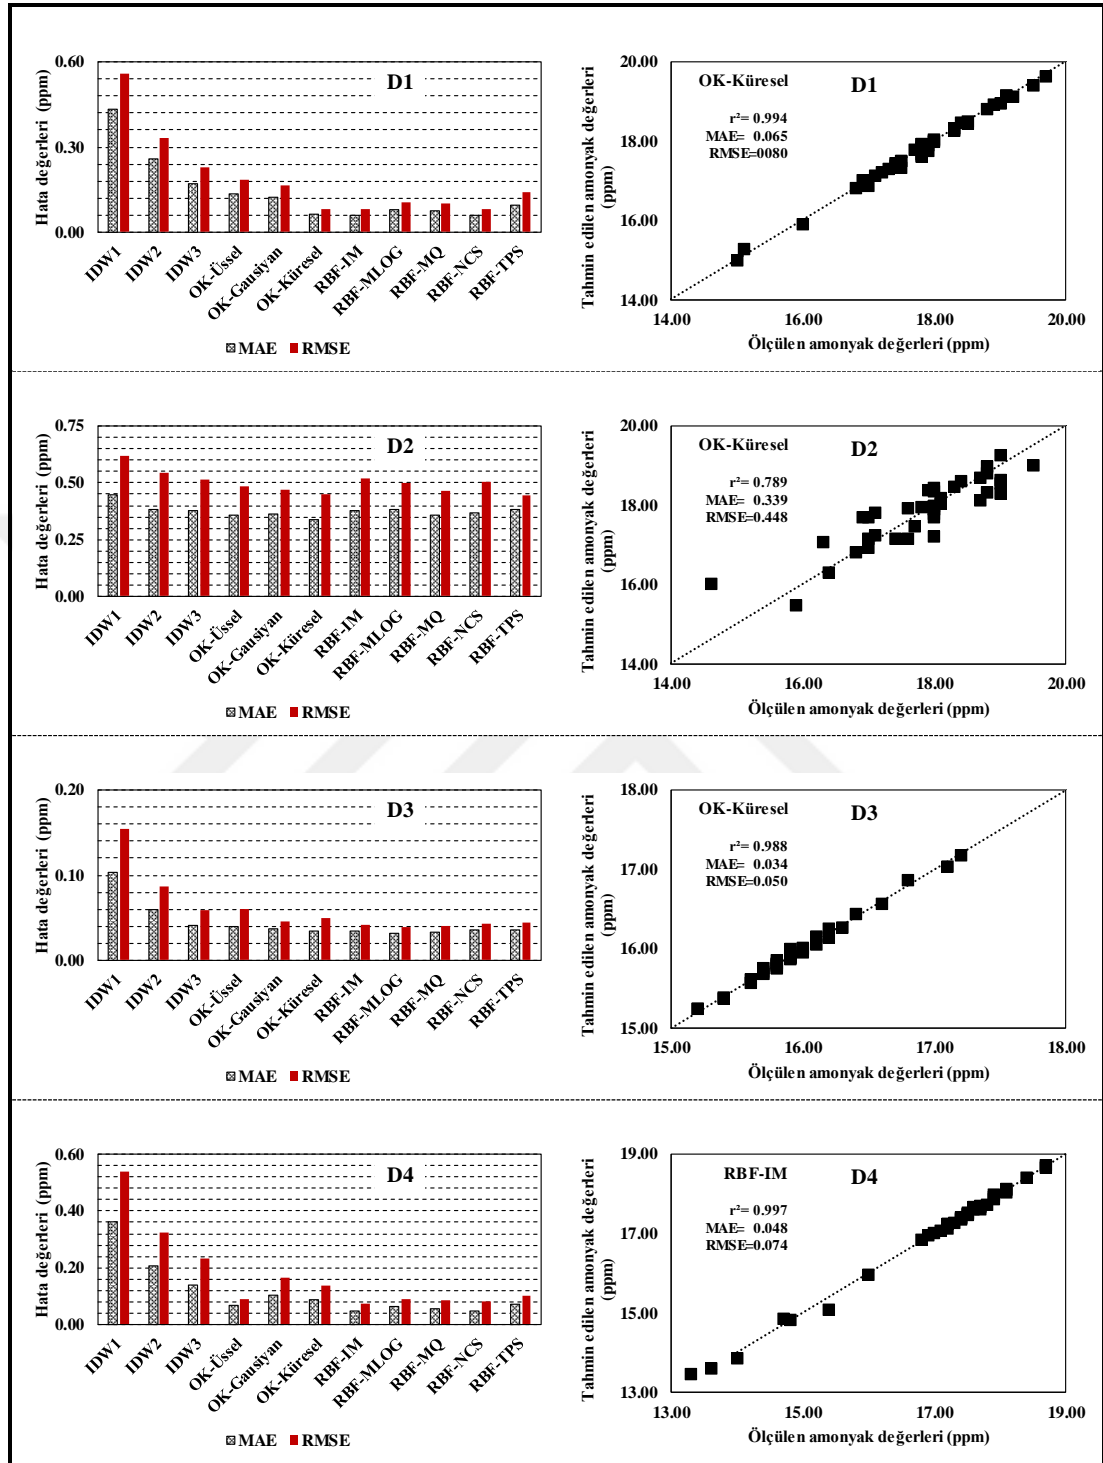 Hata değerleri (ppm)
0.60
0.30
0.00
D1
IDW1
IDW2
IDW3
OK-Üssel
OK-Gausiyan
OK-Küresel
RBF-IM
RBF-MLOG
RBF-MQ
RBF-NCS
RBF-TPS
MAE RMSE
Tahmin edilen amonyak değerleri
(ppm)
20.00
18.00
16.00
14.00
OK-Küresel
D1
r²= 0.994
MAE= 0.065
RMSE=0080
14.00 16.00 18.00 20.00
Ölçülen amonyak değerleri (ppm)
Hata değerleri (ppm)
0.75
0.50
0.25
0.00
D2
IDW1
IDW2
IDW3
OK-Üssel
OK-Gausiyan
OK-Küresel
RBF-IM
RBF-MLOG
RBF-MQ
RBF-NCS
RBF-TPS
MAE RMSE
Tahmin edilen amonyak değerleri
(ppm)
20.00
18.00
16.00
14.00
OK-Küresel
D2
r²= 0.789
MAE= 0.339
RMSE=0.448
14.00 16.00 18.00 20.00
Ölçülen amonyak değerleri (ppm)
Hata değerleri (ppm)
0.20
0.10
0.00
D3
IDW1
IDW2
IDW3
OK-Üssel
OK-Gausiyan
OK-Küresel
RBF-IM
RBF-MLOG
RBF-MQ
RBF-NCS
RBF-TPS
MAE RMSE
Tahmin edilen amonyak değerleri
(ppm)
18.00
17.00
16.00
15.00
OK-Küresel
D3
r²= 0.988
MAE= 0.034
RMSE=0.050
15.00 16.00 17.00 18.00
Ölçülen amonyak değerleri (ppm)
Hata değerleri (ppm)
0.60
0.40
0.20
0.00
D4
IDW1
IDW2
IDW3
OK-Üssel
OK-Gausiyan
OK-Küresel
RBF-IM
RBF-MLOG
RBF-MQ
RBF-NCS
RBF-TPS
MAE RMSE
Tahmin edilen amonyak değerleri
(ppm)
19.00
17.00
15.00
13.00
RBF-IM
D4
r²= 0.997
MAE= 0.048
RMSE=0.074
13.00 15.00 17.00 19.00
Ölçülen amonyak değerleri (ppm)